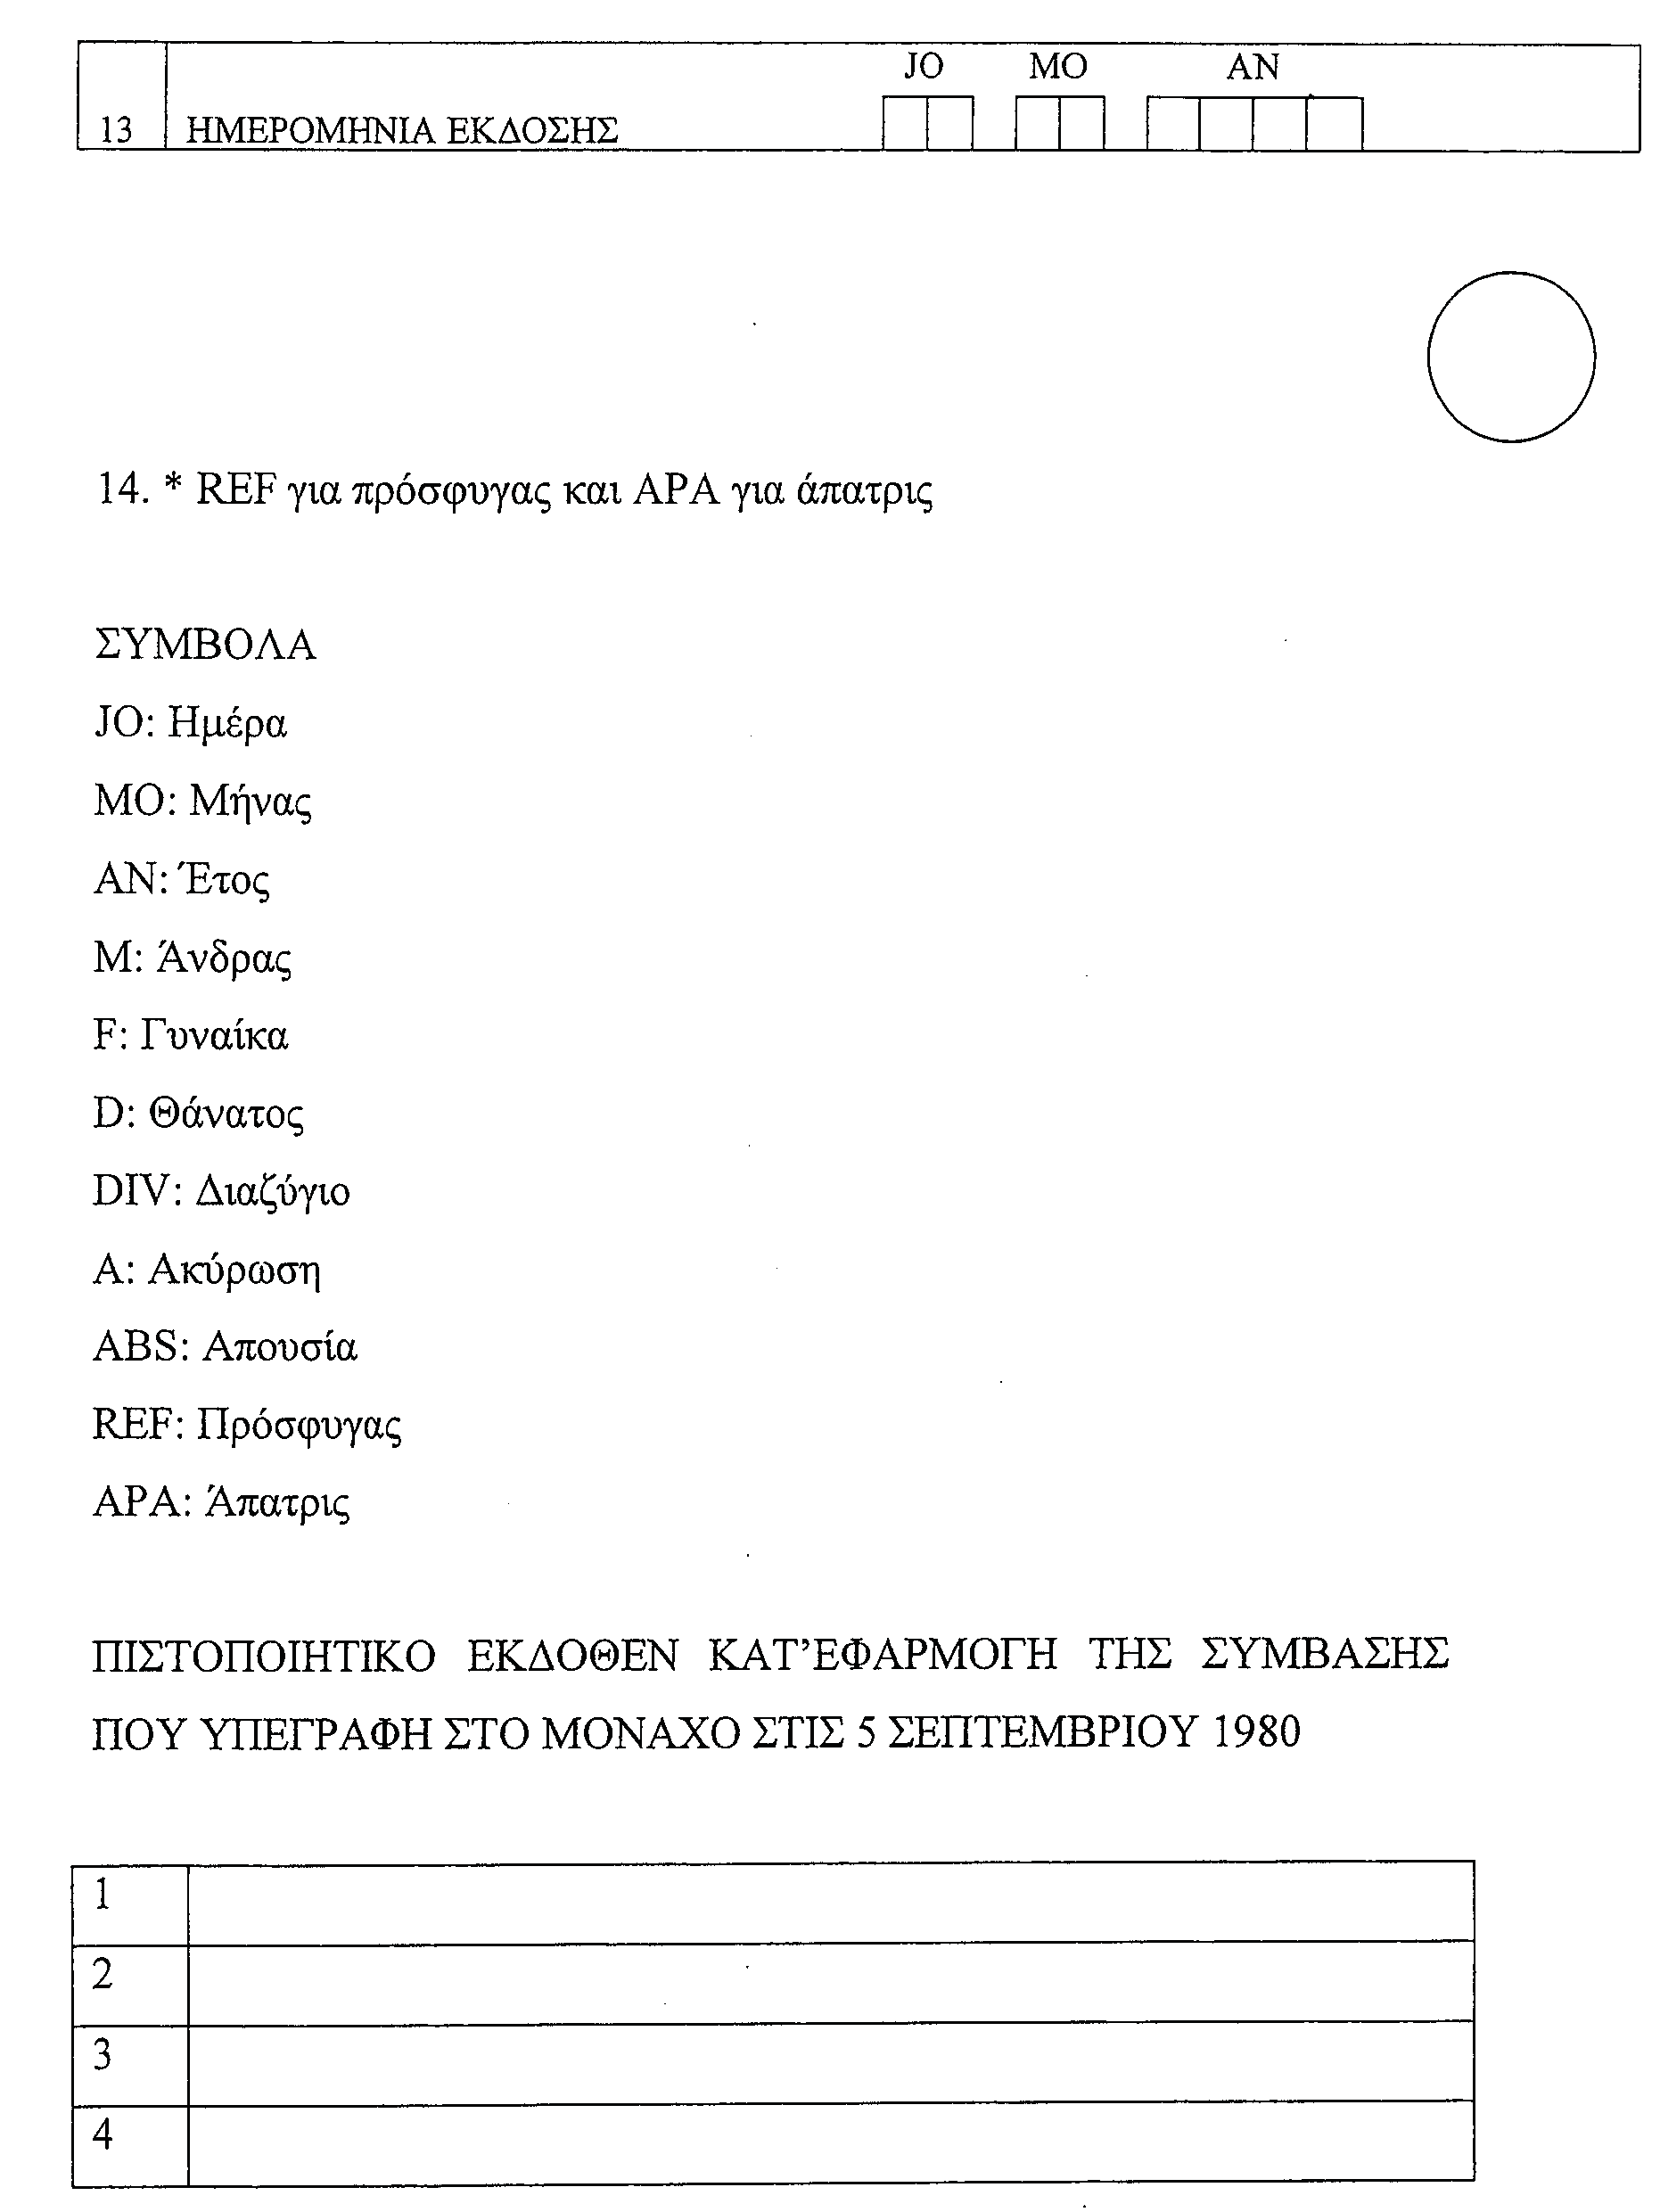 JO MO AN
13 ΗΜΕΡΟΜΗΝΙΑ ΕΚΔΟΣΗΣ
14. * REF για πρόσφυγας και APA για άπατρις
ΣΥΜΒΟΛΑ
JO: Ημέρα
MO: Μήνας
AN: Έτος
M: Άνδρας
F: Γυναίκα
D: Θάνατος
DIV: Διαζύγιο
A: Ακύρωση
ABS: Απουσία
REF: Πρόσφυγας
APA: Άπατρις
ΠΙΣΤΟΠΟΙΗΤΙΚΟ ΕΚΔΟΘΕΝ ΚΑΤ’ΕΦΑΡΜΟΓΗ ΤΗΣ ΣΥΜΒΑΣΗΣ
ΠΟΥ ΥΠΕΓΡΑΦΗ ΣΤΟ ΜΟΝΑΧΟ ΣΤΙΣ 5 ΣΕΠΤΕΜΒΡΙΟΥ 1980
1
2
3
4